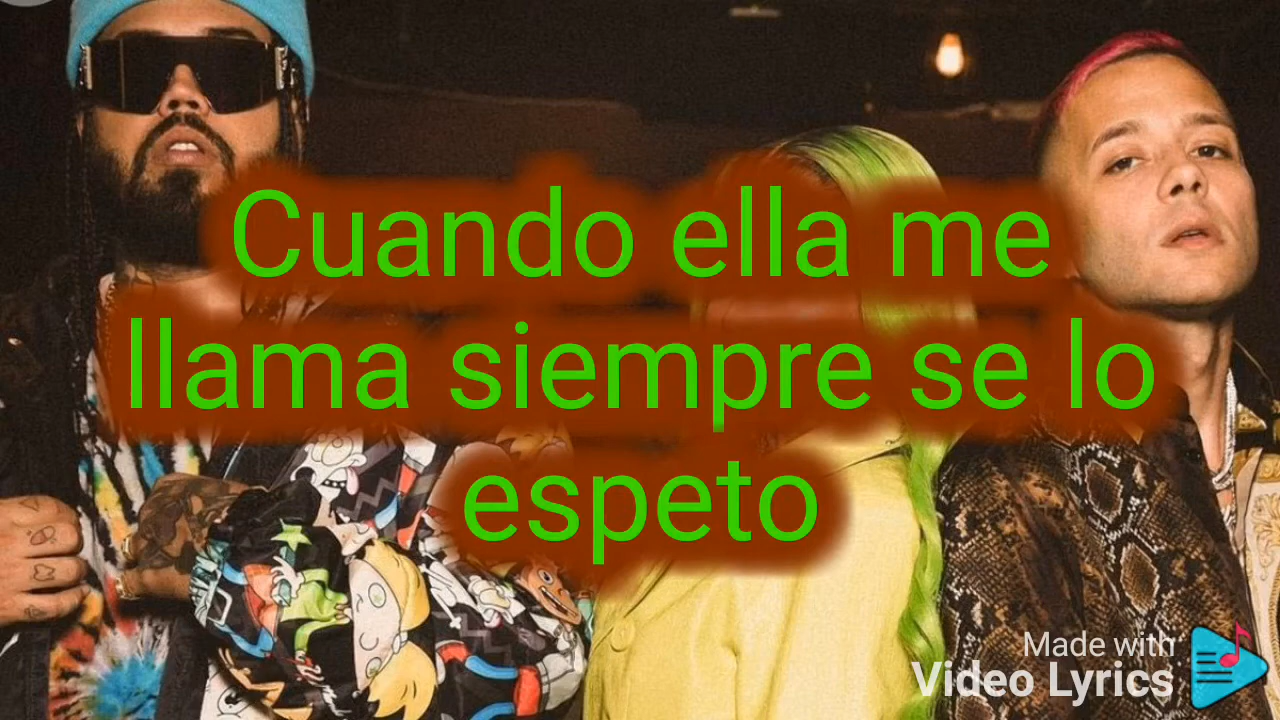 Cuando ella me
llama siempre se lo
espeto
Made with
Video Lyrics